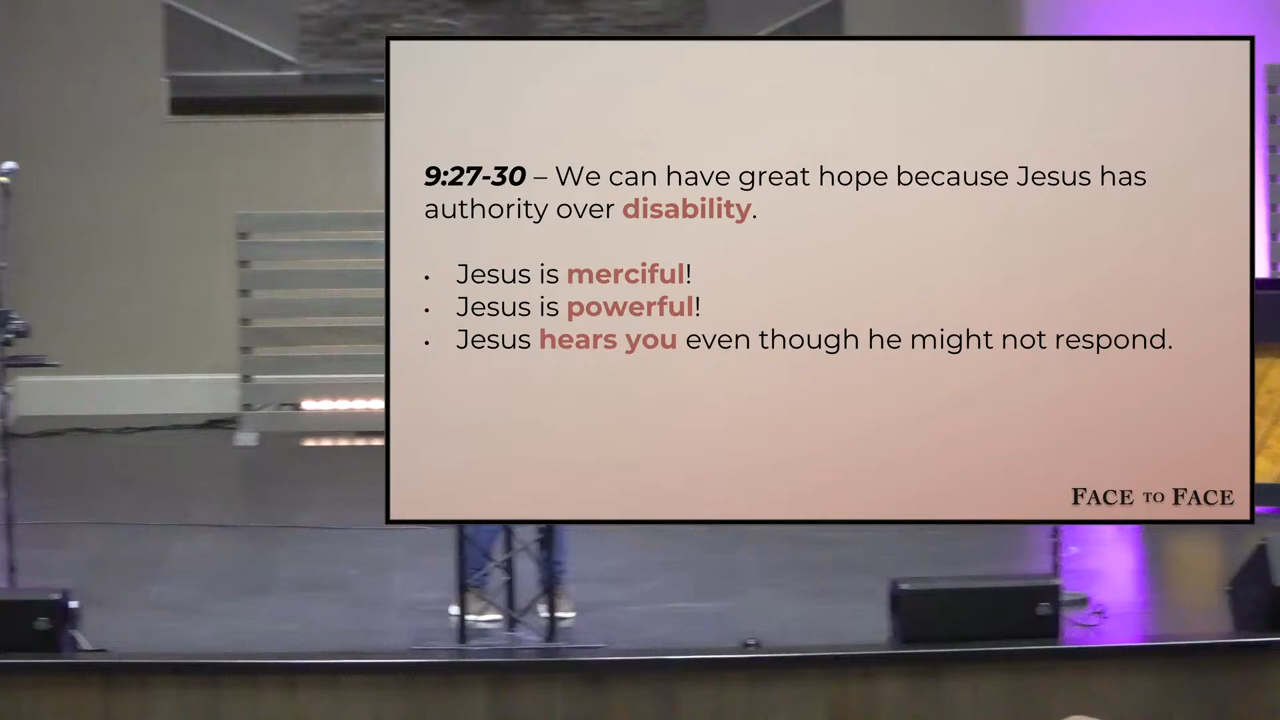 9:27-30 – We can have great hope because Jesus has
authority over disability.
• Jesus is merciful!
• Jesus is powerful!
• Jesus hears you even though he might not respond.
FACE TO FACE